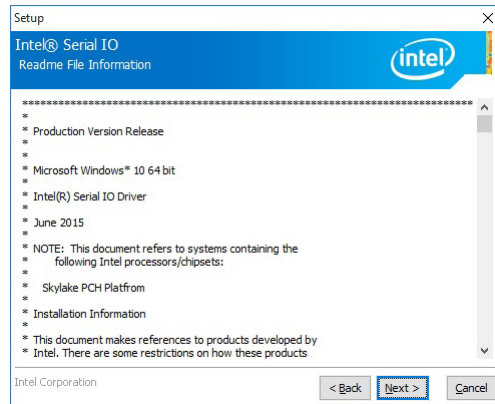 Setup
Intel® Serial IO
Readme File Information
intel
******************************************************************************
*
* Production Version Release
*
*
* Microsoft Windows* 10 64 bit
*
* Intel(R) Serial IO Driver
*
* June 2015
*
* NOTE: This document refers to systems containing the
* following Intel processors/chipsets:
*
* Skylake PCH Platfrom
*
* Installation Information
*
* This document makes references to products developed by
* Intel. There are some restrictions on how these products
Intel Corporation
< Back
Next >
Cancel